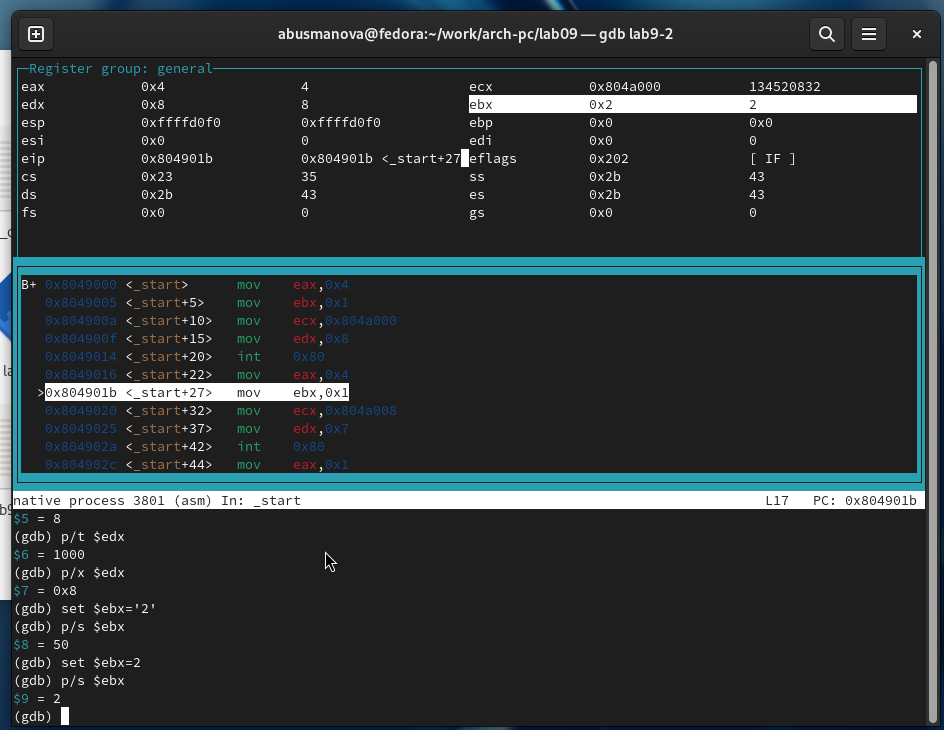 abusmanova@fedora:~/work/arch-pc/lab09 — gdb lab9-2
Register group: general
eax 0x4 4 ecx 0x804a000 134520832
edx 0x8 8 ebx 0x2 2
esp 0xffffd0f0 0xffffd0f0 ebp 0x0 0x0
esi 0x0 0 edi 0x0 0
eip 0x804901b 0x804901b <_start+27 eflags 0x202 [ IF ]
cs 0x23 35 ss 0x2b 43
ds 0x2b 43 es 0x2b 43
fs 0x0 0 gs 0x0 0
B+ 0x8049000 <_start> mov eax,0x4
0x8049005 <_start+5> mov ebx,0x1
0x804900a <_start+10> mov ecx,0x804a000
0x804900f <_start+15> mov edx,0x8
0x8049014 <_start+20> int 0x80
0x8049016 <_start+22> mov eax,0x4
>0x804901b <_start+27> mov ebx,0x1
0x8049020 <_start+32> mov ecx,0x804a008
0x8049025 <_start+37> mov edx,0x7
0x804902a <_start+42> int 0x80
0x804902c <_start+44> mov eax,0x1
native process 3801 (asm) In: _start L17 PC: 0x804901b
$5 = 8
(gdb) p/t $edx
$6 = 1000
(gdb) p/x $edx
$7 = 0x8
(gdb) set $ebx='2'
(gdb) p/s $ebx
$8 = 50
(gdb) set $ebx=2
(gdb) p/s $ebx
$9 = 2
(gdb)